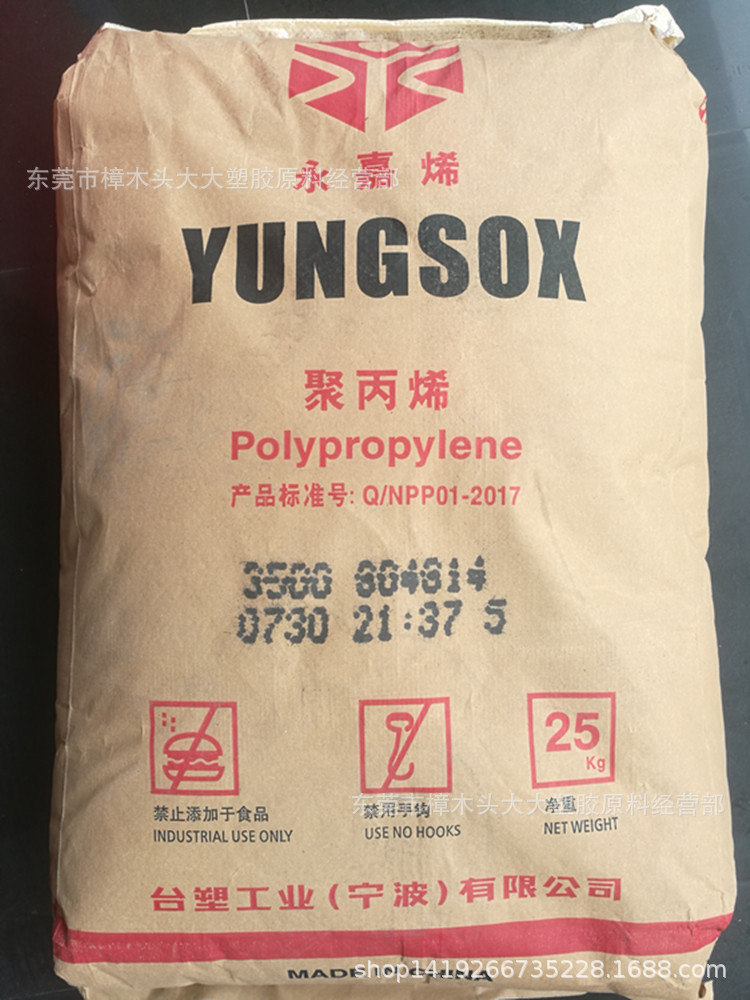 永嘉烯
东莞市樟木头大大塑胶原料经营部
YUNGSOX
聚丙烯
Polypropylene
产品标准号: Q/NPP01-2017
3500 604614
0730 21:37 5
25
Kg
禁止添加于食品
INDUSTRIAL USE ONLY
禁用手钩
USE NO HOOKS
净重
NET WEIGHT
东莞市樟木头大大塑胶原料经营部
台塑工业(宁波)有限公司
MADE IN CHINA
shop1419266735228.1688.com